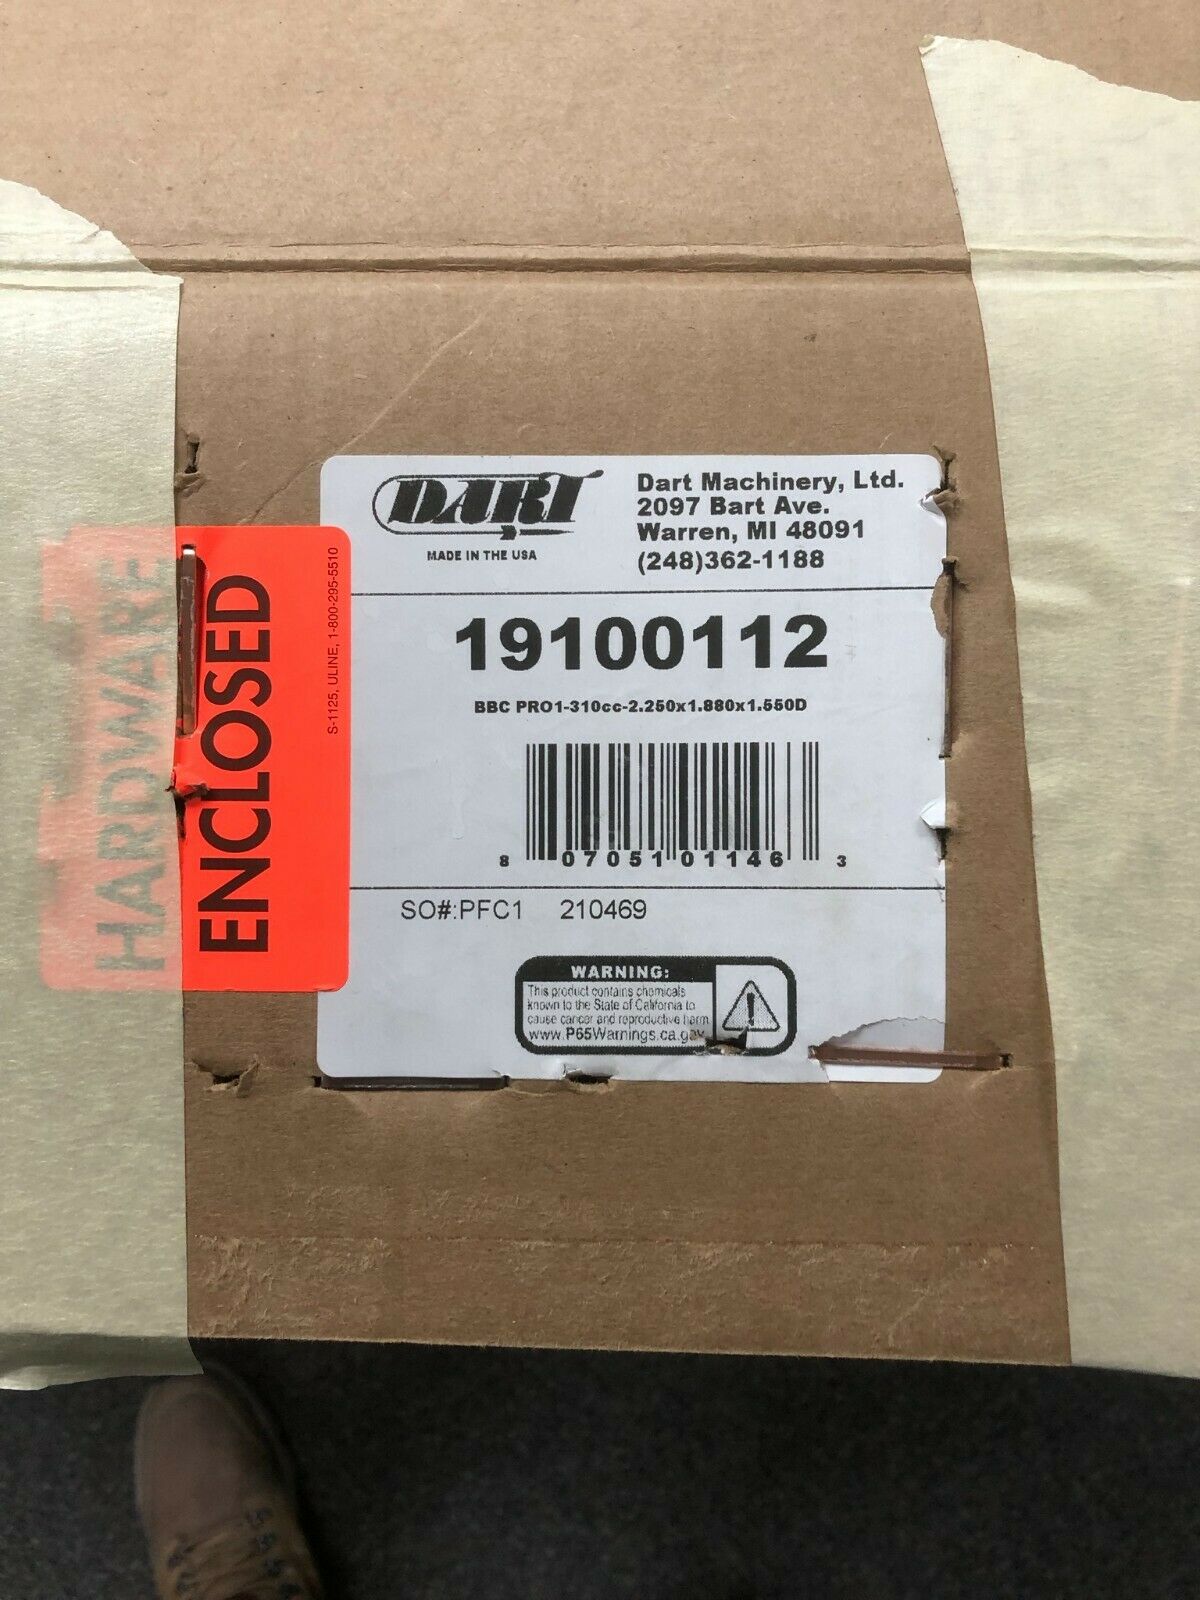 DART
MADE IN THE USA
Dart Machinery, Ltd.
2097 Bart Ave.
Warren, MI 48091
(248)362-1188
HARDWARE
ENCLOSED
S-1125, ULINE, 1-800-295-5510
19100112
BBC PRO1-310cc-2.250x1.880x1.550D
8 07051 01146 3
SO#:PFC1 210469
WARNING:
This product contains chemicals
known to the State of California to
cause cancer and reproductive harm
www.P65Warnings.ca.gov